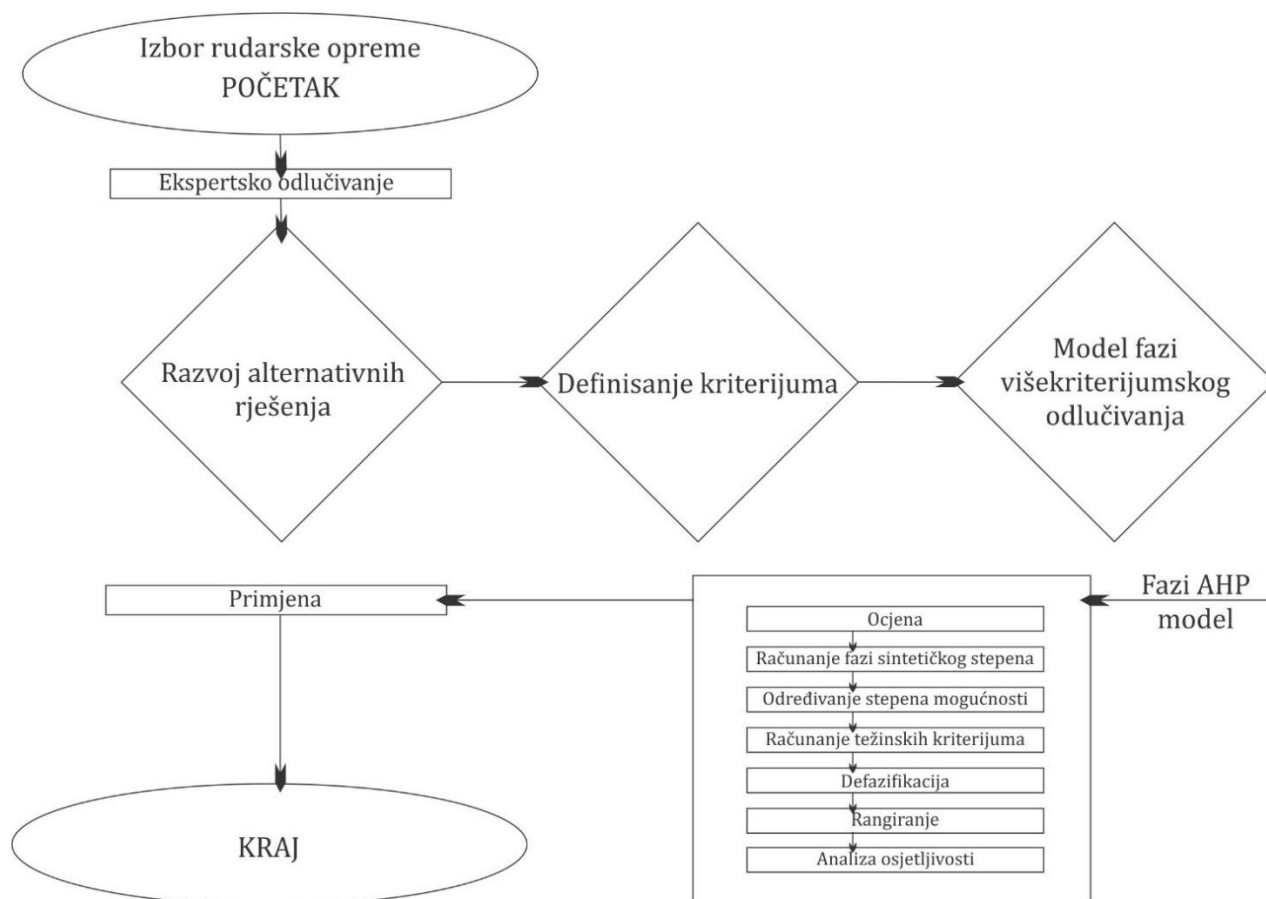 Izbor rudarske opreme
POČETAK
Ekspertsko odlučivanje
Razvoj alternativnih
rješenja
Definisanje kriterijuma
Model fazi
višekriterijumskog
odlučivanja
Fazi AHP
model
Ocjena
Računanje fazi sintetičkog stepena
Određivanje stepena mogućnosti
Računanje težinskih kriterijuma
Defazifikacija
Rangiranje
Analiza osjetljivosti
Primjena
KRAJ